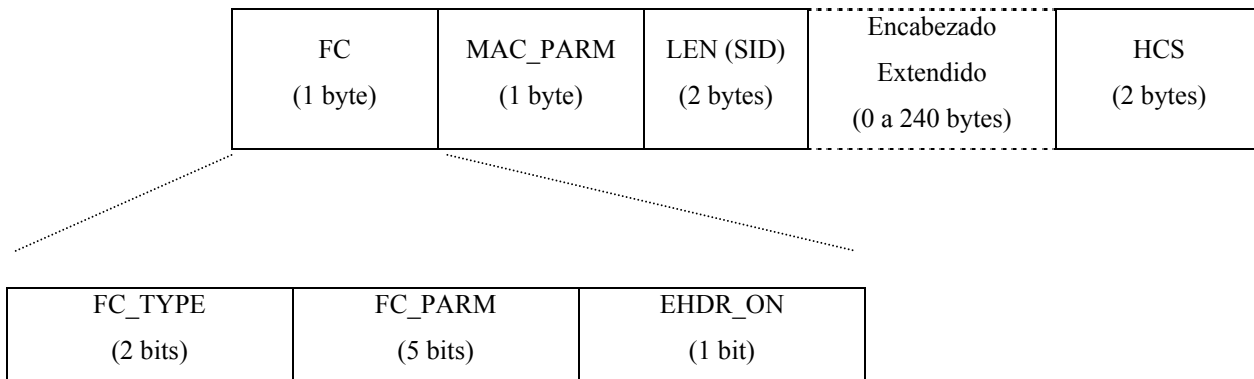 FC
(1 byte)
MAC_PARM
(1 byte)
LEN (SID)
(2 bytes)
Encabezado
Extendido
(0 a 240 bytes)
HCS
(2 bytes)
FC_TYPE
(2 bits)
FC_PARM
(5 bits)
EHDR_ON
(1 bit)